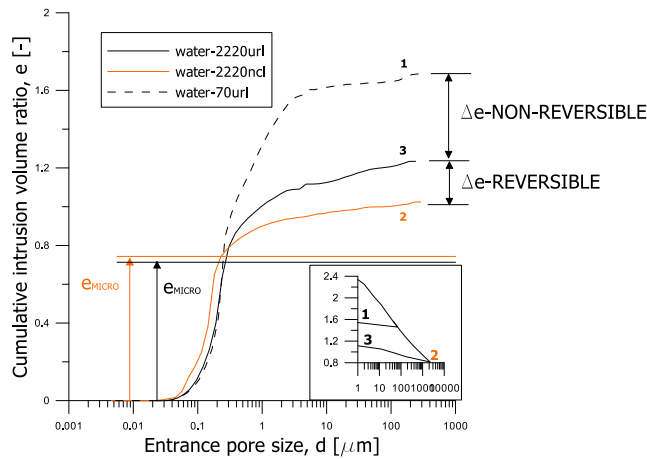 Cumulative intrusion volume ratio, e [-]
2.0
1.6
1.2
0.8
0.4
0
water-2220url
water-2220ncl
water-70url
1
3
2
Δe-NON-REVERSIBLE
Δe-REVERSIBLE
eMICRO
eMICRO
2.4
2
1.6
1.2
0.8
1
3
2
1 10 100 1000 10000
0.001 0.01 0.1 1 10 100 1000
Entrance pore size, d [μm]